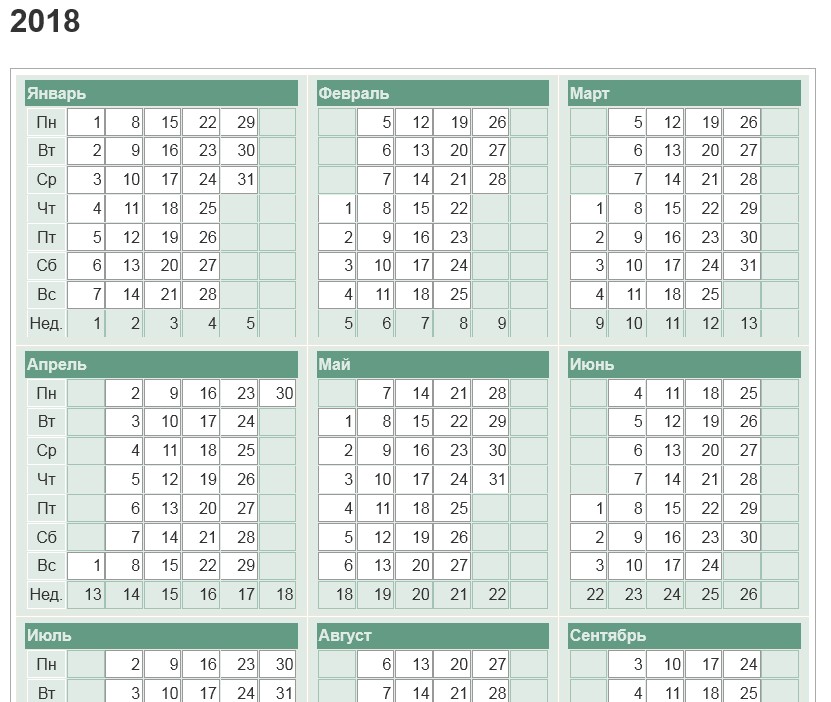 2018
Январь Февраль Март
Пн 1 8 15 22 29 5 12 19 26 5 12 19 26
Вт 2 9 16 23 30 6 13 20 27 6 13 20 27
Ср 3 10 17 24 31 7 14 21 28 7 14 21 28
Чт 4 11 18 25 1 8 15 22 1 8 15 22 29
Пт 5 12 19 26 2 9 16 23 2 9 16 23 30
Сб 6 13 20 27 3 10 17 24 3 10 17 24 31
Вс 7 14 21 28 4 11 18 25 4 11 18 25
Нед. 1 2 3 4 5 5 6 7 8 9 9 10 11 12 13
Апрель Май Июнь
Пн 2 9 16 23 30 7 14 21 28 4 11 18 25
Вт 3 10 17 24 1 8 15 22 29 5 12 19 26
Ср 4 11 18 25 2 9 16 23 30 6 13 20 27
Чт 5 12 19 26 3 10 17 24 31 7 14 21 28
Пт 6 13 20 27 4 11 18 25 1 8 15 22 29
Сб 7 14 21 28 5 12 19 26 2 9 16 23 30
Вс 1 8 15 22 29 6 13 20 27 3 10 17 24
Нед. 13 14 15 16 17 18 18 19 20 21 22 22 23 24 25 26
Июль Август Сентябрь
Пн 2 9 16 23 30 6 13 20 27 3 10 17 24
Вт 3 10 17 24 31 7 14 21 28 4 11 18 25